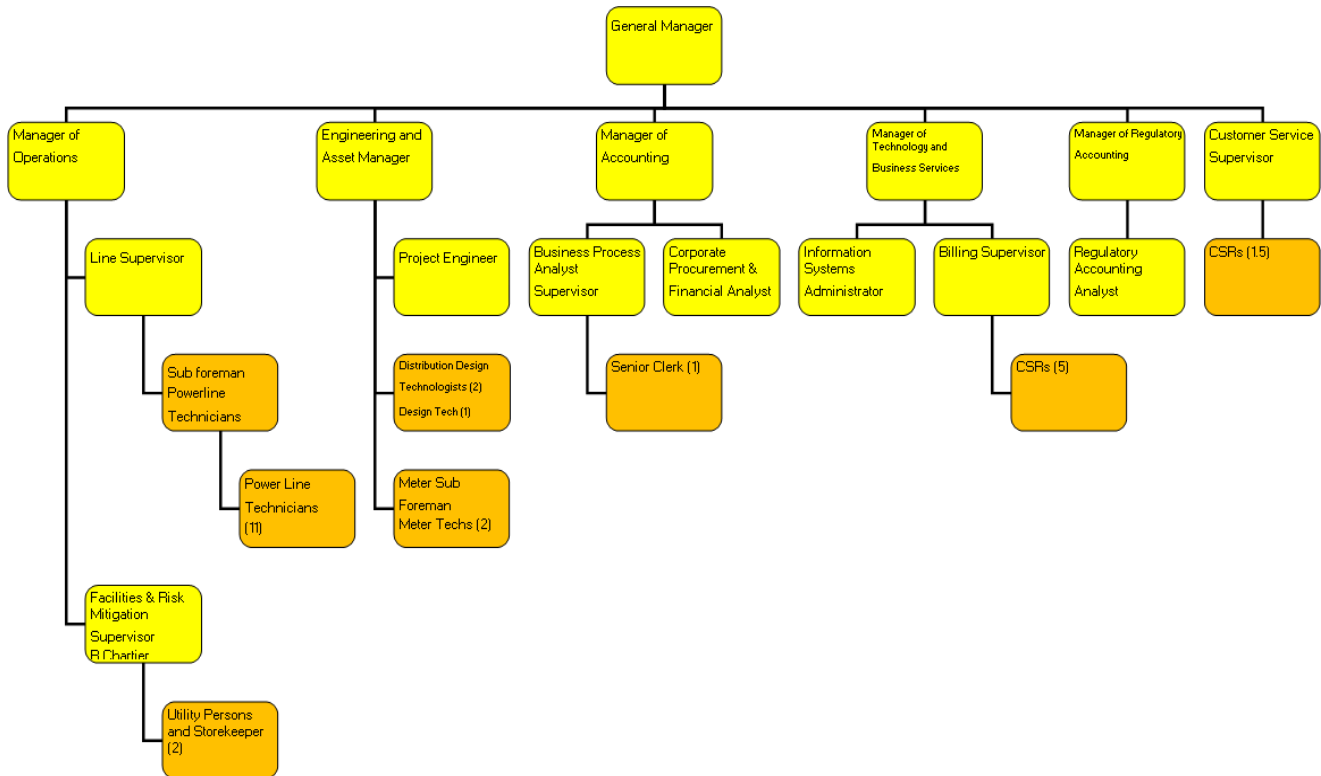 General Manager
Manager of
Operations
Engineering and
Asset Manager
Manager of
Accounting
Manager of
Technology and
Business Services
Manager of Regulatory
Accounting
Customer Service
Supervisor
Line Supervisor
Project Engineer
Business Process
Analyst
Supervisor
Corporate
Procurement &
Financial Analyst
Information
Systems
Administrator
Billing Supervisor
Regulatory
Accounting
Analyst
CSRs (1.5)
Sub foreman
Powerline
Technicians
Distribution Design
Technologists (2)
Design Tech (1)
Senior Clerk (1)
CSRs (5)
Power Line
Technicians
(11)
Meter Sub
Foreman
Meter Techs (2)
Facilities & Risk
Mitigation
Supervisor
R Chartier
Utility Persons
and Storekeeper
(2)